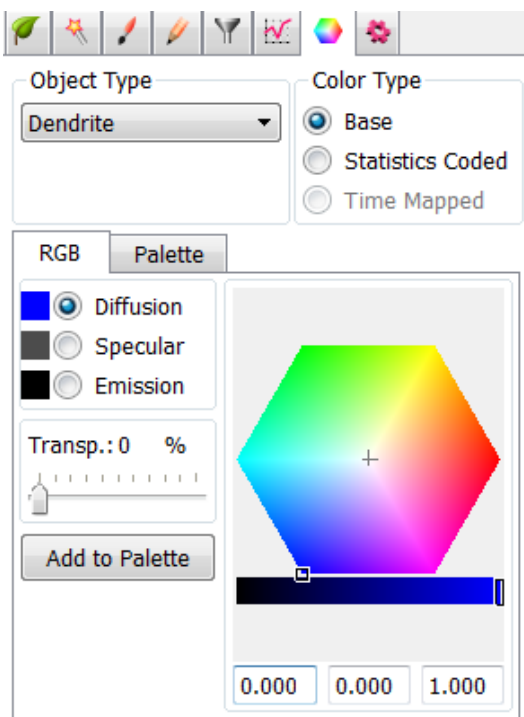 Object Type
Dendrite
Color Type
Base
Statistics Coded
Time Mapped
RGB
Palette
Diffusion
Specular
Emission
Transp.: 0 %
Add to Palette
0.000 0.000 1.000